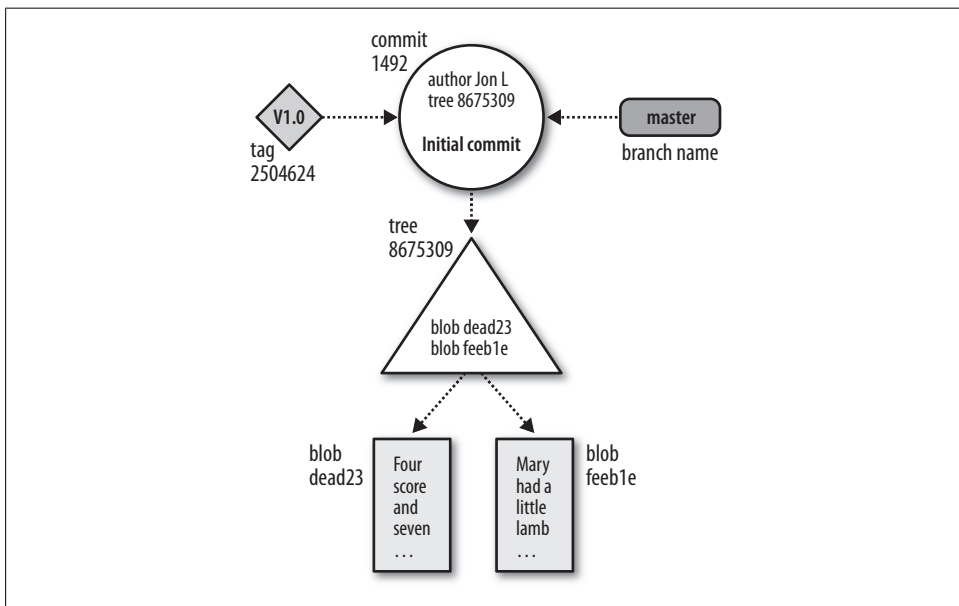 commit
1492
author Jon L
tree 8675309
Initial commit
V1.0
tag
2504624
master
branch name
tree
8675309
blob dead23
blob feeb1e
blob
dead23
Four
score
and
seven
...
Mary
had a
little
lamb
...
blob
feeb1e